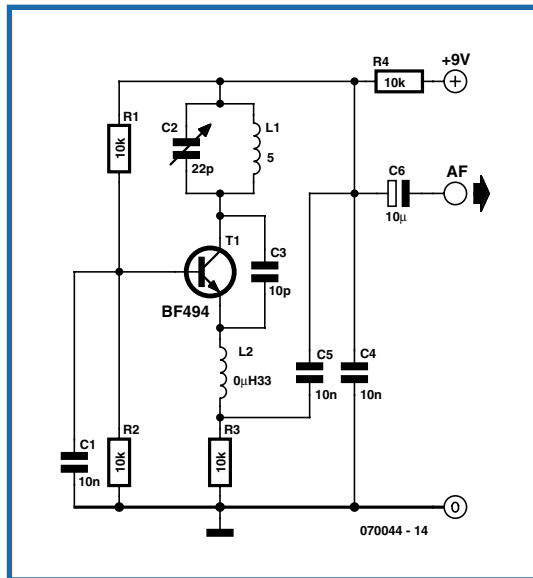 R4
10k
+9V
R1
10k
C2
22p
L1
5
C6
10µ
AF
T1
C3
10p
BF494
L2
0µH33
C5
10n
C4
10n
C1
10n
R2
10k
R3
10k
0
070044 - 14